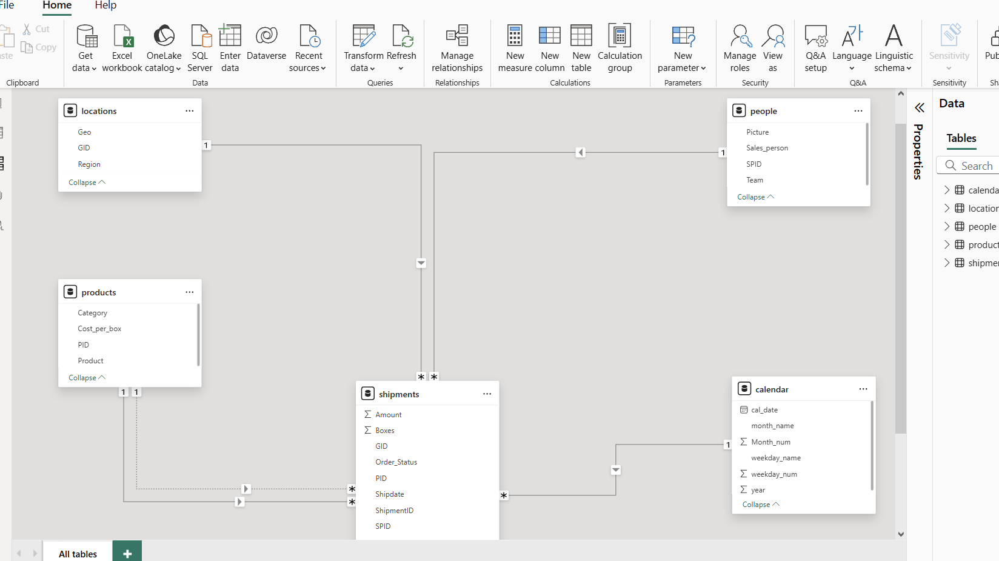 File
Home
Help
Cut
Copy
Clipboard
Get data
Excel workbook
OneLake catalog
SQL Server
Enter data
Dataverse
Recent sources
Data
Transform data
Refresh
Queries
Manage relationships
Relationships
New measure
New column
New table
Calculation group
Calculations
New parameter
Parameters
Manage roles
View as
Security
Q&A setup
Language
Linguistic schema
Q&A
Sensitivity
Sensitivity
locations
Geo
GID
Region
Collapse
1
people
Picture
Sales_person
SPID
Team
Collapse
1
products
Category
Cost_per_box
PID
Product
Collapse
1 1
* *
shipments
Amount
Boxes
GID
Order_Status
PID
Shipdate
ShipmentID
SPID
*
*
*
calendar
cal_date
month_name
Month_num
weekday_name
weekday_num
year
Collapse
1
Properties
Data
Tables
Search
calenda
location
people
product
shipmen
All tables
+